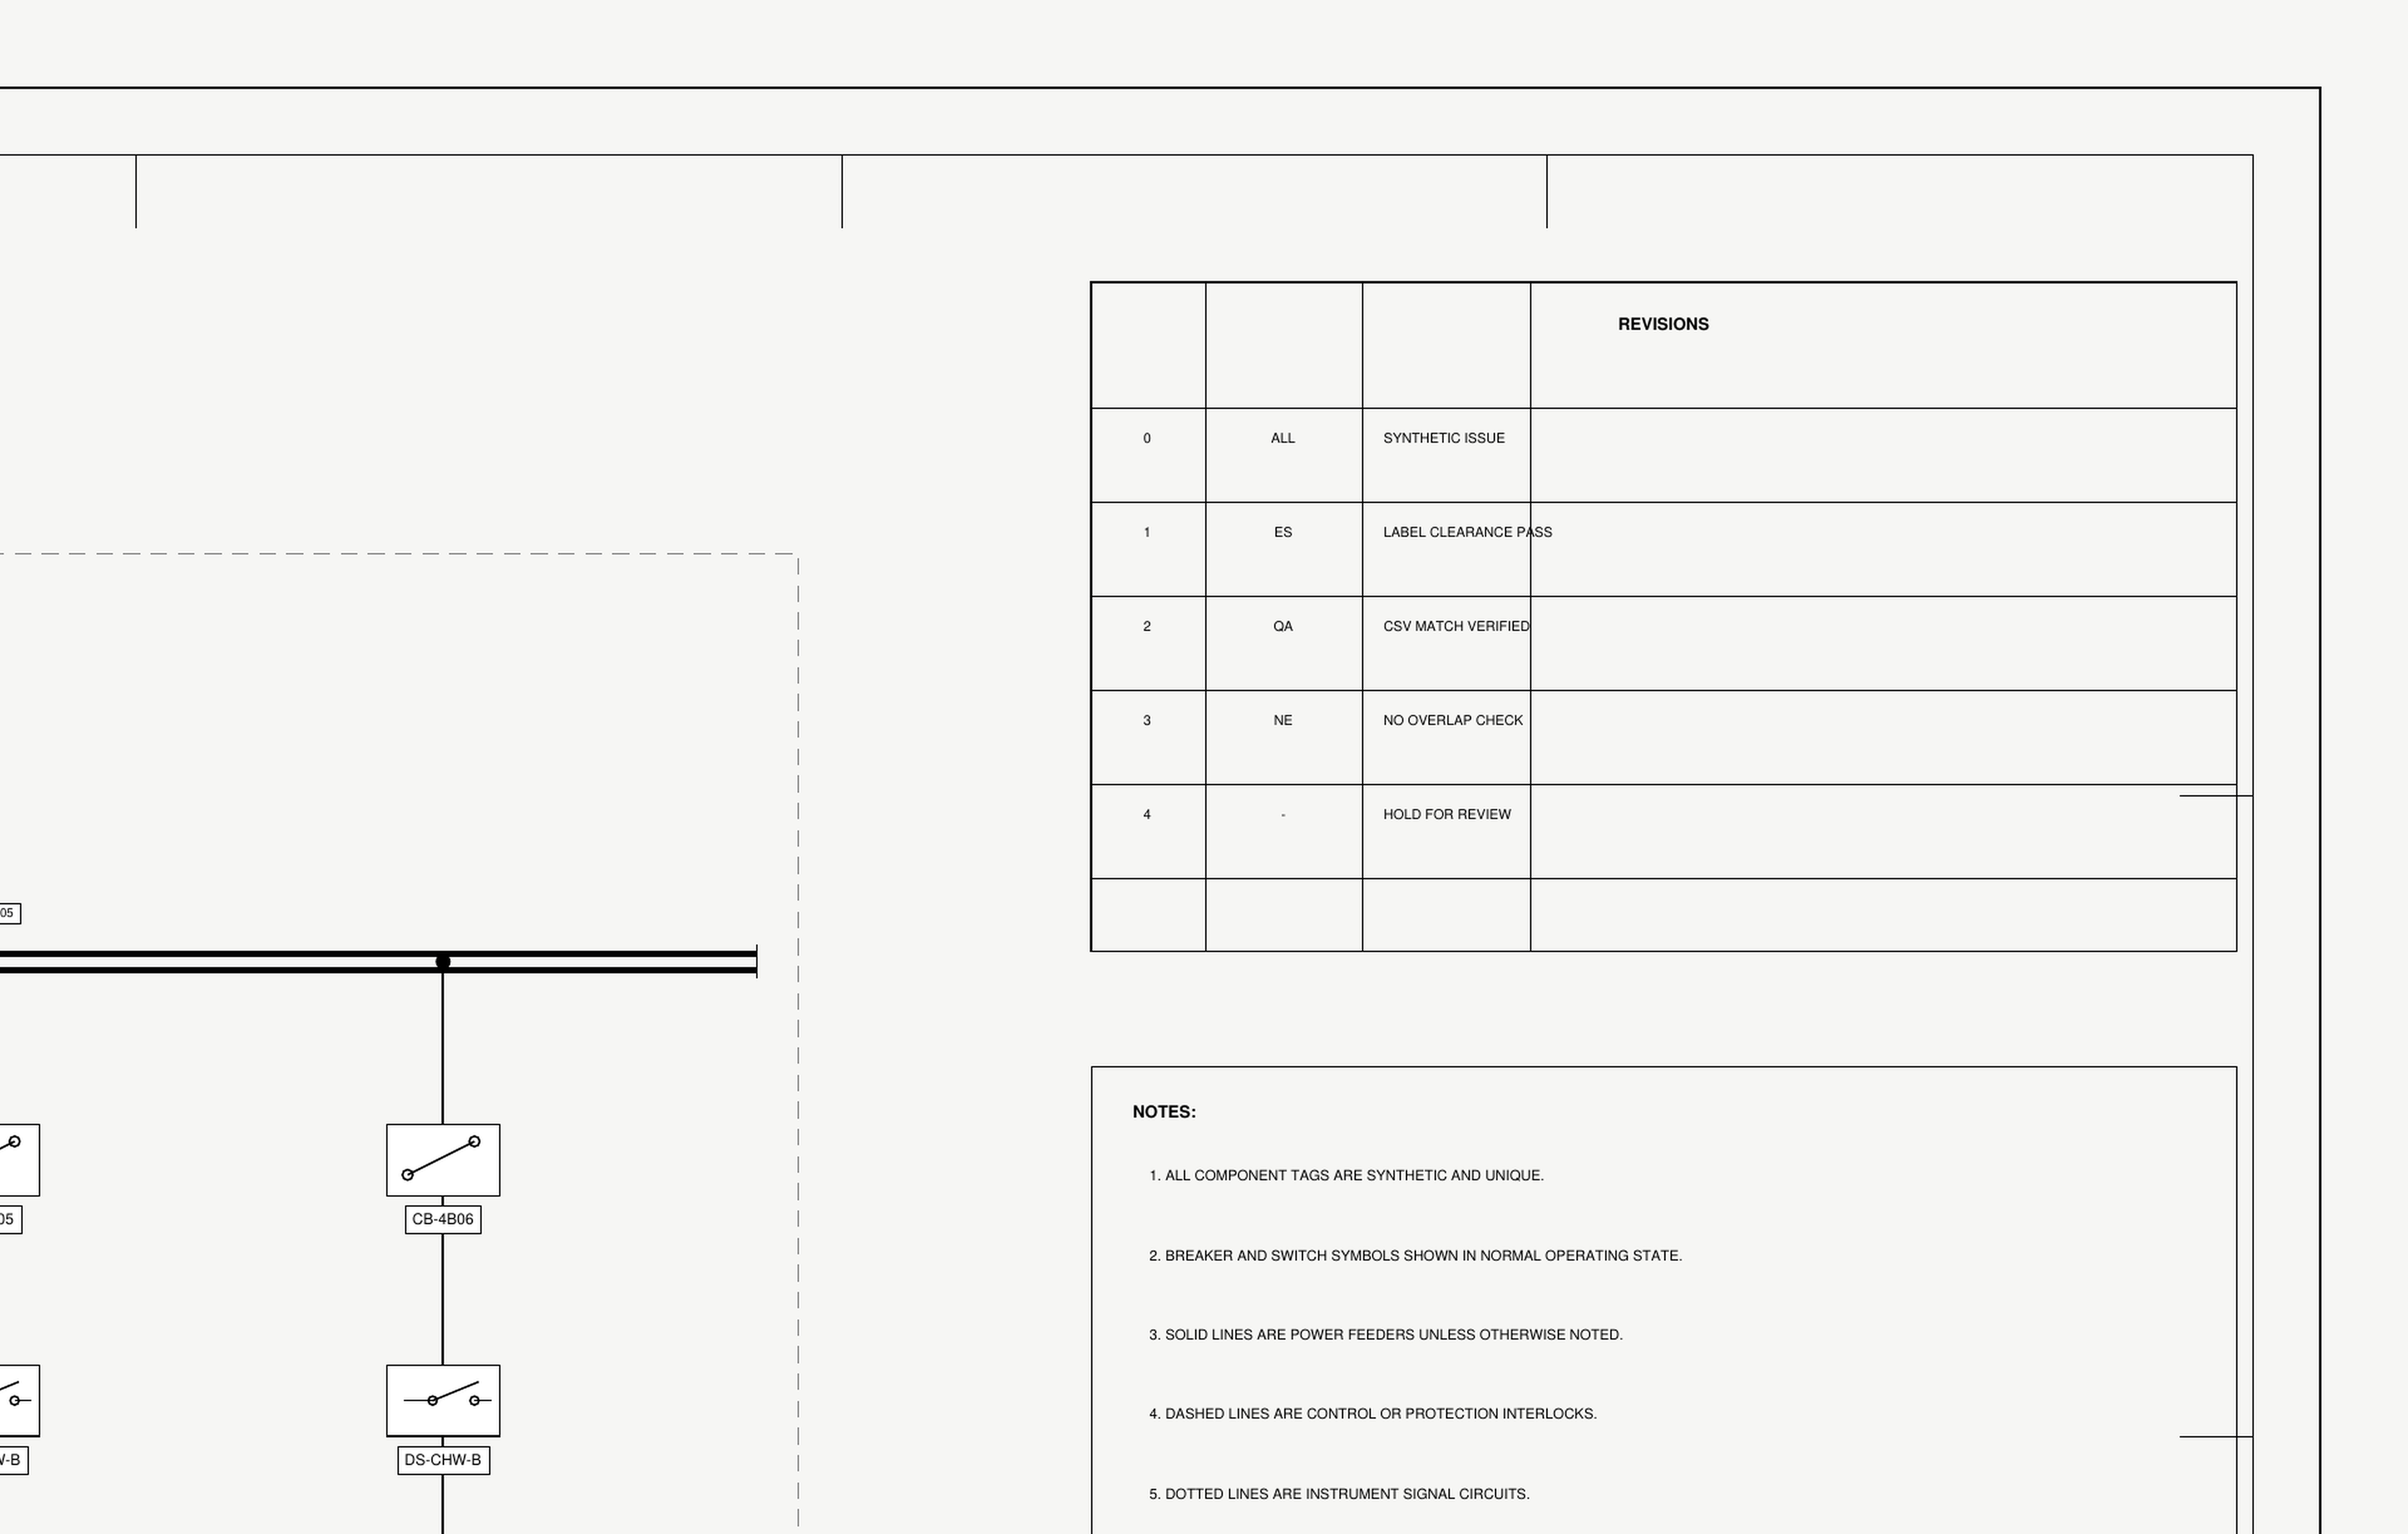 REVISIONS
0 ALL SYNTHETIC ISSUE
1 ES LABEL CLEARANCE PASS
2 QA CSV MATCH VERIFIED
3 NE NO OVERLAP CHECK
4 - HOLD FOR REVIEW
05
05
CB-4B06
-B
DS-CHW-B
NOTES:
1. ALL COMPONENT TAGS ARE SYNTHETIC AND UNIQUE.
2. BREAKER AND SWITCH SYMBOLS SHOWN IN NORMAL OPERATING STATE.
3. SOLID LINES ARE POWER FEEDERS UNLESS OTHERWISE NOTED.
4. DASHED LINES ARE CONTROL OR PROTECTION INTERLOCKS.
5. DOTTED LINES ARE INSTRUMENT SIGNAL CIRCUITS.